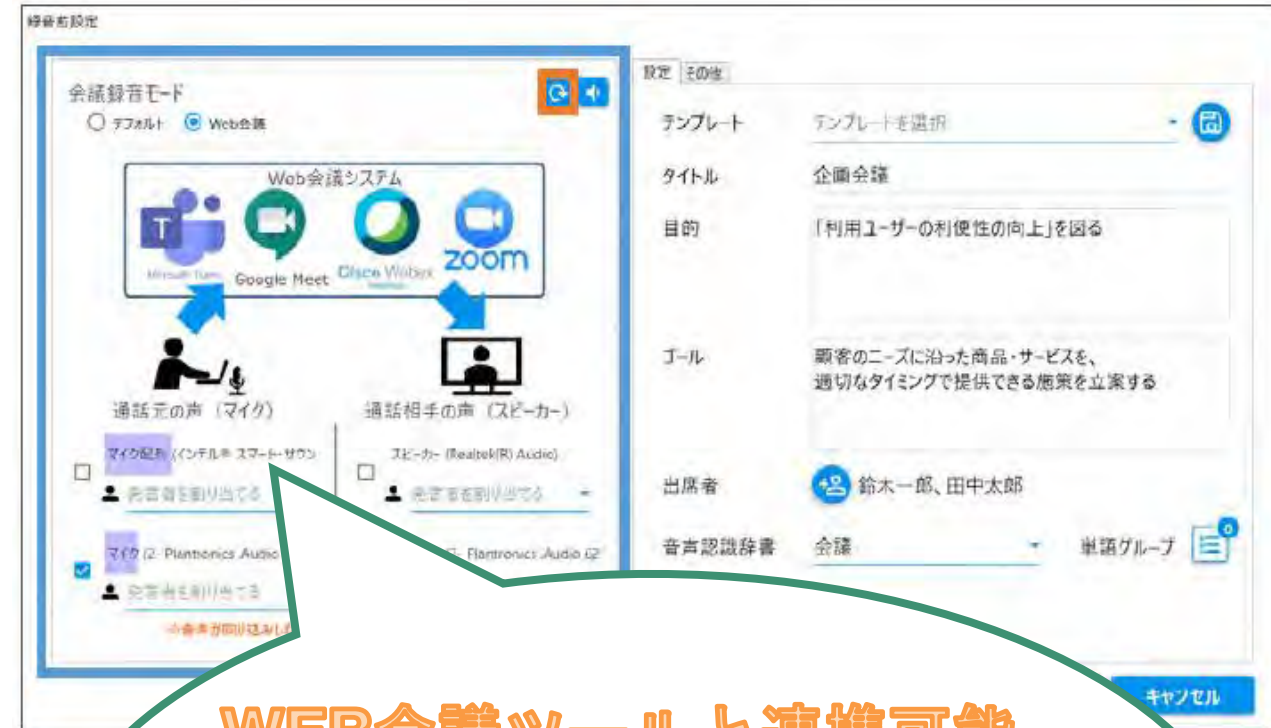 録音前設定
会議録音モード
デフォルト
Web会議
Web会議システム
T
Microsoft Teams
Google Meet
Cisco Webex
zoom
通話元の声（マイク）
通話相手の声（スピーカー）
マイク配列 (インテル® スマート・サウン
発言者を割り当てる
スピーカー (Realtek(R) Audio)
発言者を割り当てる
マイク (2- Plantronics .Audio
発言者を割り当てる
Plantronics .Audio 62
設定
その他
テンプレート
テンプレートを選択
タイトル
企画会議
目的
「利用ユーザーの利便性の向上」を図る
ゴール
顧客のニーズに沿った商品・サービスを、
適切なタイミングで提供できる施策を立案する
出席者
鈴木一郎、田中太郎
音声認識辞書
会議
単語グループ
0
キャンセル
WEB会議ツールと連携可能